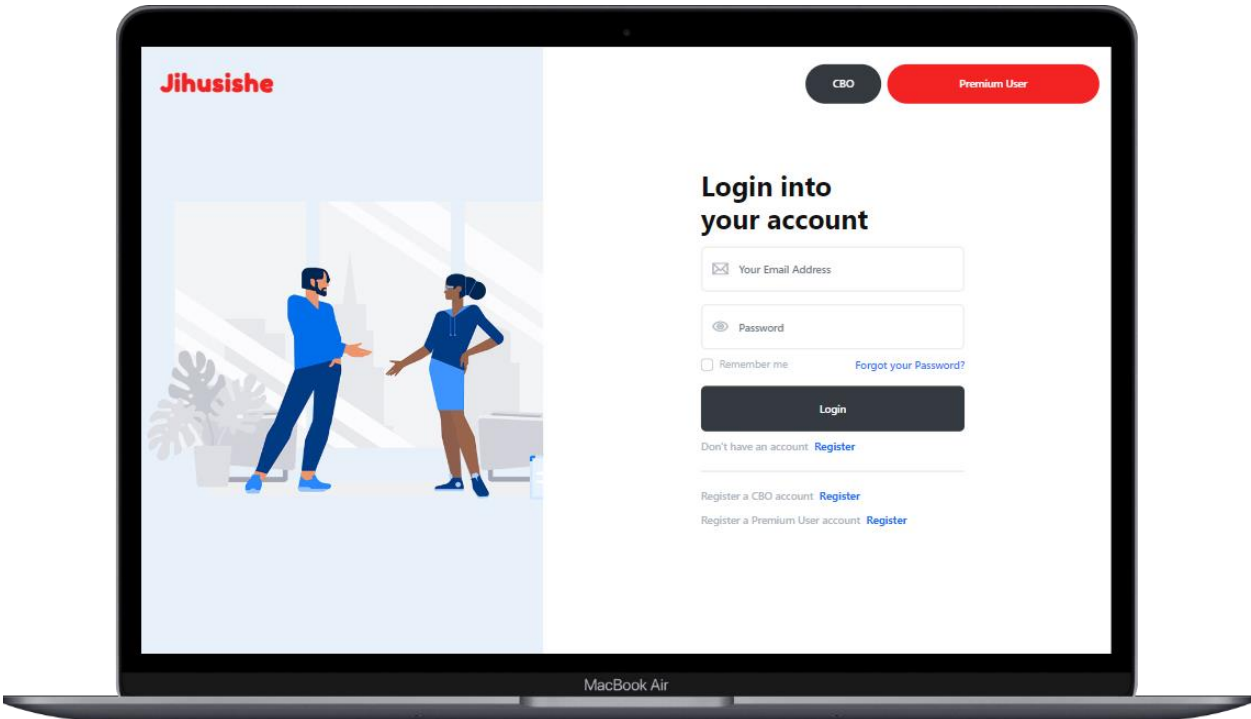 Jihusishe
CBO
Premium User
Login into
your account
Your Email Address
Password
Remember me
Forgot your Password?
Login
Don't have an account Register
Register a CBO account Register
Register a Premium User account Register
MacBook Air